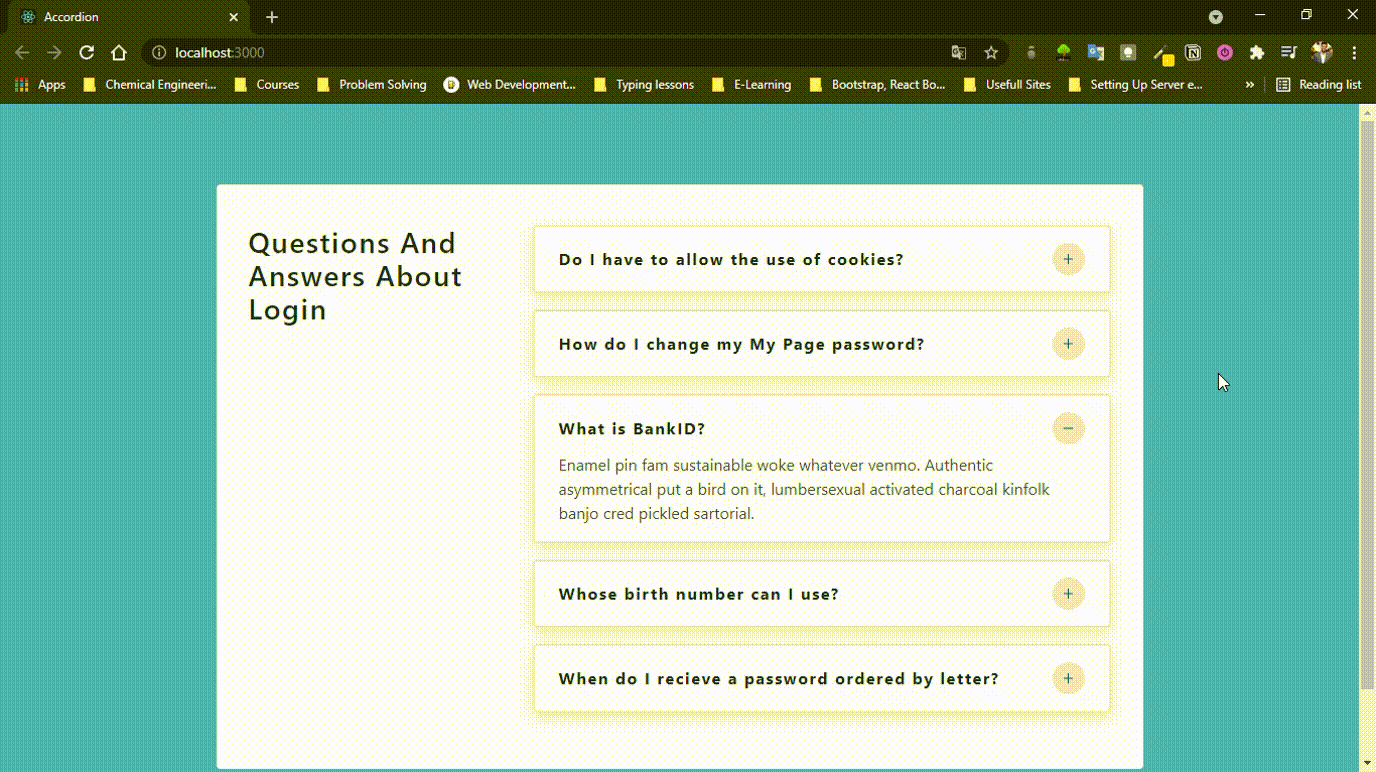 Accordion
localhost:3000
Apps
Chemical Engineeri...
Courses
Problem Solving
Web Development...
Typing lessons
E-Learning
Bootstrap, React Bo...
Usefull Sites
Setting Up Server e...
»
Reading list
Questions And
Answers About
Login
Do I have to allow the use of cookies?
+
How do I change my My Page password?
+
What is BankID?
−
Enamel pin fam sustainable woke whatever venmo. Authentic
asymmetrical put a bird on it, lumbersexual activated charcoal kinfolk
banjo cred pickled sartorial.
Whose birth number can I use?
+
When do I recieve a password ordered by letter?
+